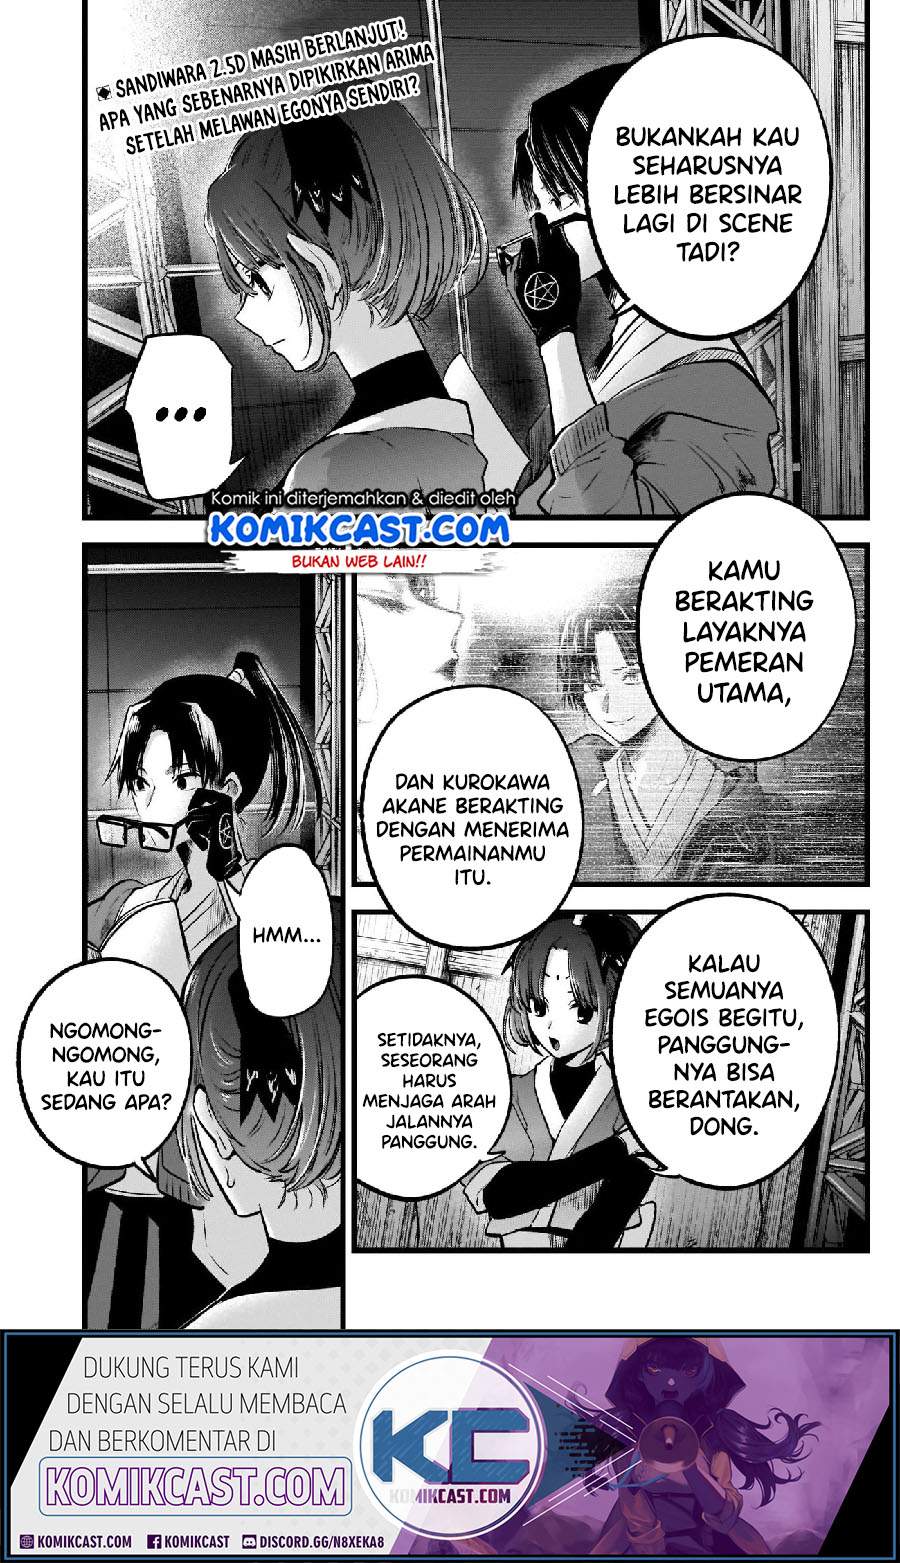 SANDIWARA 2.5D MASIH BERLANJUT!
APA YANG SEBENARNYA DIPIKIRKAN ARIMA
SETELAH MELAWAN EGONYA SENDIRI?
BUKANKAH KAU
SEHARUSNYA
LEBIH BERSINAR
LAGI DI SCENE
TADI?
...
Komik ini diterjemahkan & diedit oleh
KOMIKCAST.COM
BUKAN WEB LAIN!!
KAMU
BERAKTING
LAYAKNYA
PEMERAN
UTAMA,
DAN KUROKAWA
AKANE BERAKTING
DENGAN MENERIMA
PERMAINANMU
ITU.
KALAU
SEMUANYA
EGOIS BEGITU,
PANGGUNG-
NYA BISA
BERANTAKAN,
DONG.
SETIDAKNYA,
SESEORANG
HARUS
MENJAGA ARAH
JALANNYA
PANGGUNG.
HMM...
NGOMONG-
NGOMONG,
KAU ITU
SEDANG APA?
DUKUNG TERUS KAMI
DENGAN SELALU MEMBACA
DAN BERKOMENTAR DI
KOMIKCAST.COM
KC
KOMIKCAST.COM
KOMIKCAST.COM
KOMIKCAST
DISCORD.GG/N8XEKA8